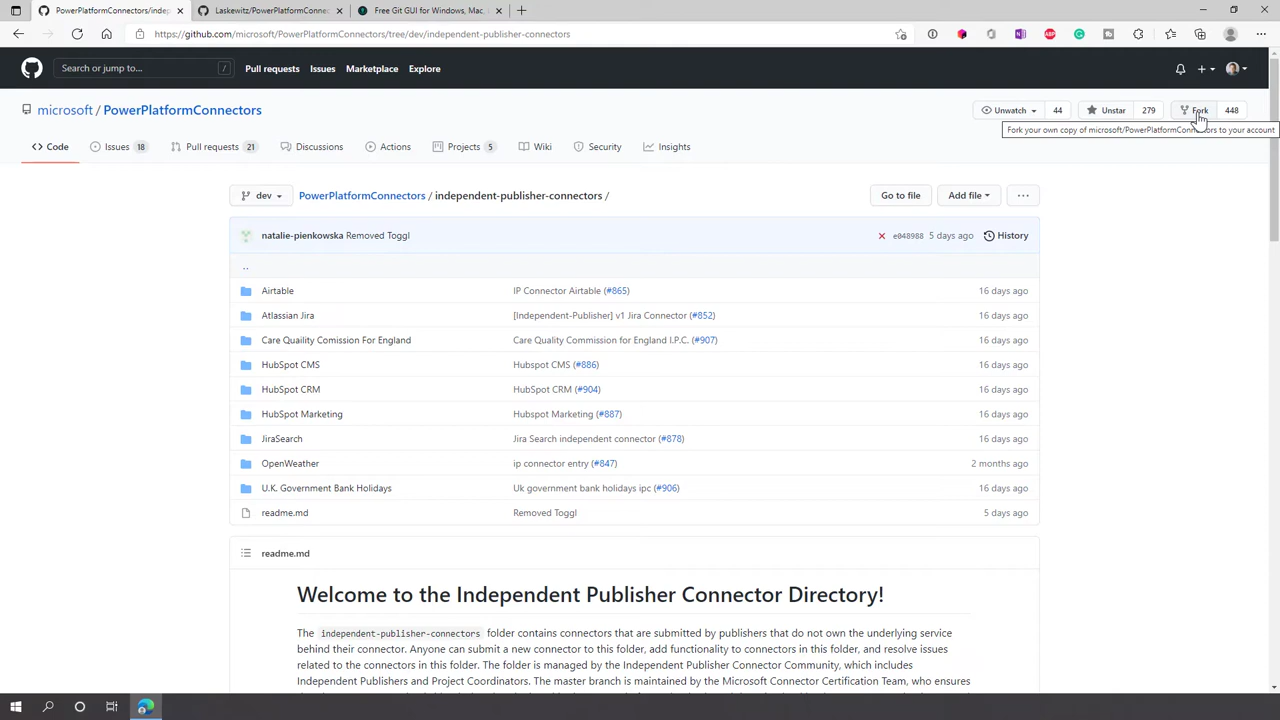 PowerPlatformConnectors/indep
Laskewitz/PowerPlatformConnec
Free Git GUI for Windows, Mac,
https://github.com/microsoft/PowerPlatformConnectors/tree/dev/independent-publisher-connectors
Search or jump to...
/
Pull requests
Issues
Marketplace
Explore
microsoft / PowerPlatformConnectors
Unwatch 44
Unstar 279
Fork 448
Fork your own copy of microsoft/PowerPlatformConnectors to your account
Code
Issues 18
Pull requests 21
Discussions
Actions
Projects 5
Wiki
Security
Insights
dev
PowerPlatformConnectors / independent-publisher-connectors /
Go to file
Add file
...
natalie-pienkowska Removed Toggl
e048988 5 days ago
History
..
Airtable IP Connector Airtable (#865) 16 days ago
Atlassian Jira [Independent-Publisher] v1 Jira Connector (#852) 16 days ago
Care Quaility Comission For England Care Quality Commission for England I.P.C. (#907) 16 days ago
HubSpot CMS Hubspot CMS (#886) 16 days ago
HubSpot CRM HubSpot CRM (#904) 16 days ago
HubSpot Marketing Hubspot Marketing (#887) 16 days ago
JiraSearch Jira Search independent connector (#878) 16 days ago
OpenWeather ip connector entry (#847) 2 months ago
U.K. Government Bank Holidays Uk government bank holidays ipc (#906) 16 days ago
readme.md Removed Toggl 5 days ago
readme.md
Welcome to the Independent Publisher Connector Directory!
The independent-publisher-connectors folder contains connectors that are submitted by publishers that do not own the underlying service
behind their connector. Anyone can submit a new connector to this folder, add functionality to connectors in this folder, and resolve issues
related to the connectors in this folder. The folder is managed by the Independent Publisher Connector Community, which includes
Independent Publishers and Project Coordinators. The master branch is maintained by the Microsoft Connector Certification Team, who ensures